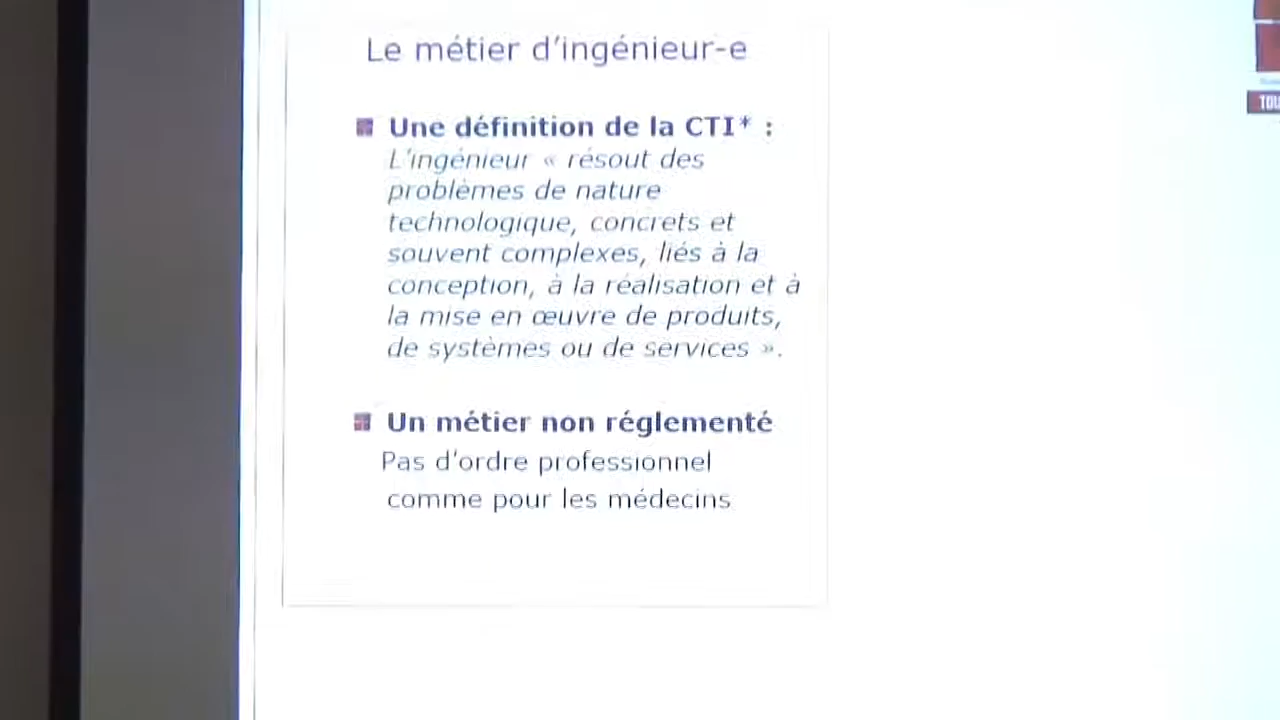 Le métier d'ingénieur-e
Une définition de la CTI* :
L'ingénieur « résout des
problèmes de nature
technologique, concrets et
souvent complexes, liés à la
conception, à la réalisation et à
la mise en œuvre de produits,
de systèmes ou de services ».
Un métier non réglementé
Pas d'ordre professionnel
comme pour les médecins
TOU